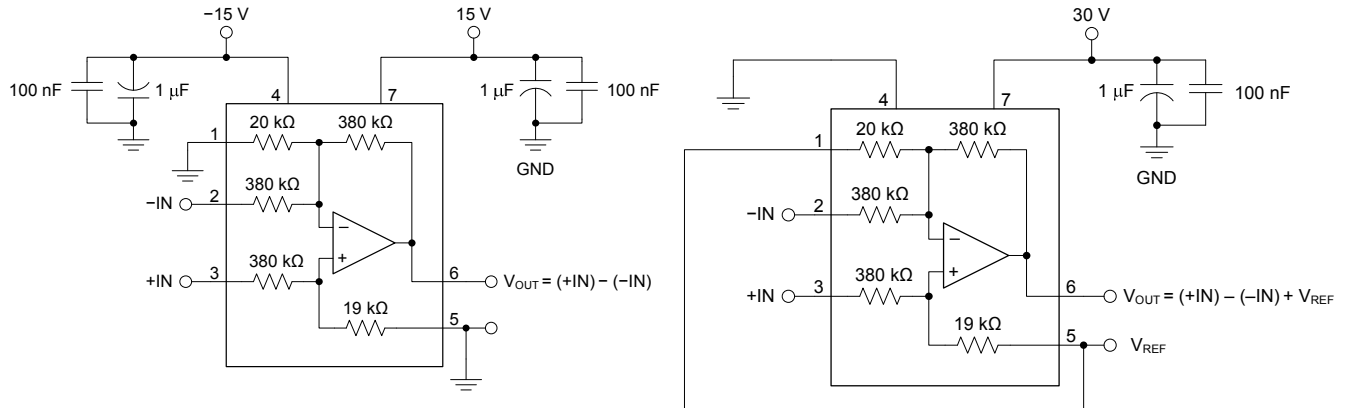 −15 V
15 V
100 nF
1 μF
1 μF
100 nF
4
7
GND
1
20 kΩ
380 kΩ
−IN
2
380 kΩ
−
+IN
3
380 kΩ
+
6
VOUT = (+IN) − (−IN)
19 kΩ
5
30 V
1 μF
100 nF
4
7
GND
1
20 kΩ
380 kΩ
−IN
2
380 kΩ
−
+IN
3
380 kΩ
+
6
VOUT = (+IN) − (–IN) + VREF
19 kΩ
5
VREF